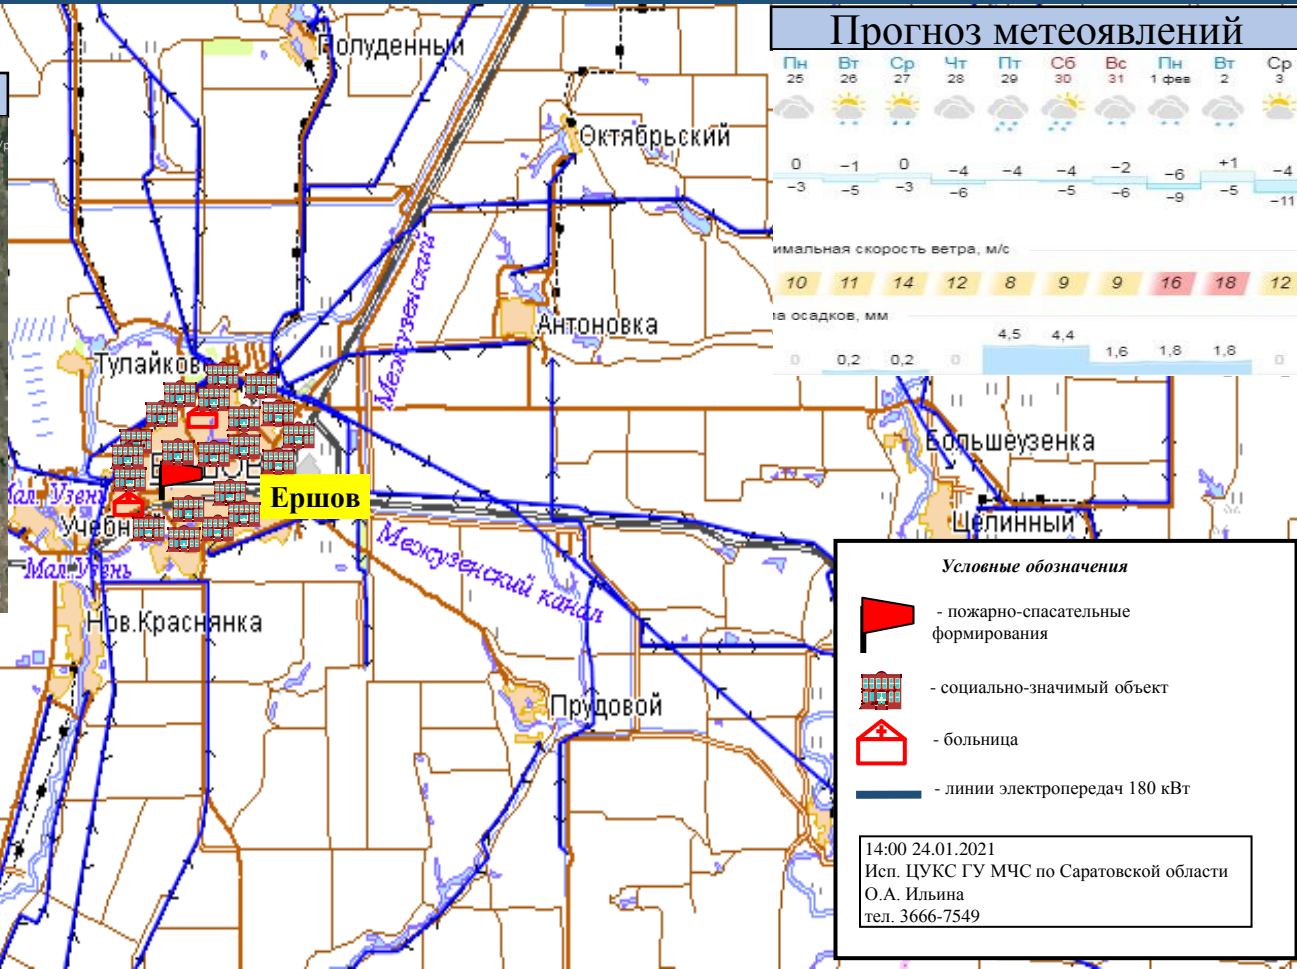 Прогноз метеоявлений
Пн Вт Ср Чт Пт Сб Вс Пн Вт Ср
25 26 27 28 29 30 31 1 фев 2 3
0 −1 0 −4 −4 −4 −2 −6 +1 −4
−3 −5 −3 −6 −5 −6 −9 −5 −11
имальная скорость ветра, м/с
10 11 14 12 8 9 9 16 18 12
ма осадков, мм
0 0,2 0,2 0 4,5 4,4 1,6 1,8 1,8 0
Полуденный
Октябрьский
Межузенский
Антоновка
Тулайково
Большеузенка
Ершов
Мал. Узень
Учебн
Целинный
Межузенский канал
Мал. Узень
Нов.Краснянка
Прудовой
Условные обозначения
- пожарно-спасательные
формирования
- социально-значимый объект
- больница
- линии электропередач 180 кВт
14:00 24.01.2021
Исп. ЦУКС ГУ МЧС по Саратовской области
О.А. Ильина
тел. 3666-7549